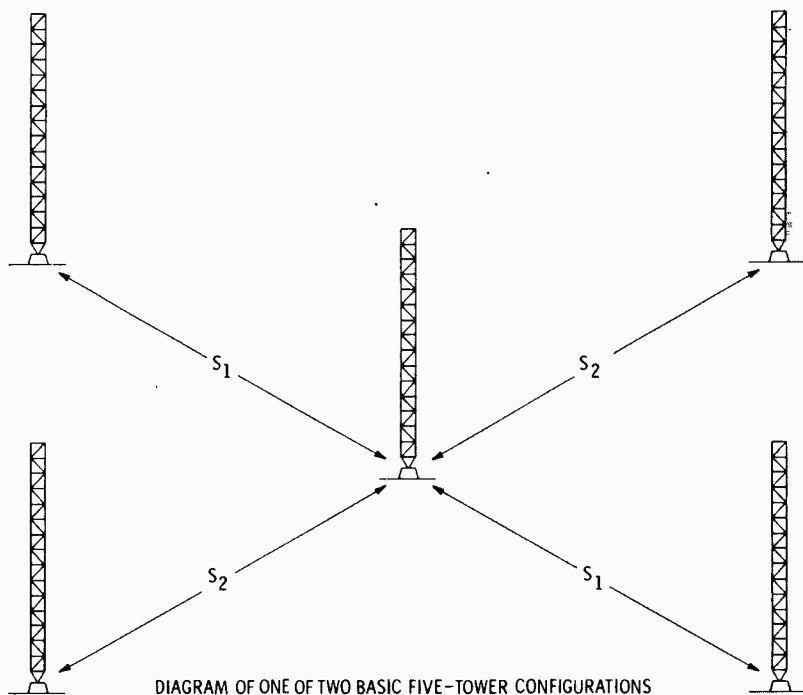 S1
S2
S2
S1
DIAGRAM OF ONE OF TWO BASIC FIVE-TOWER CONFIGURATIONS